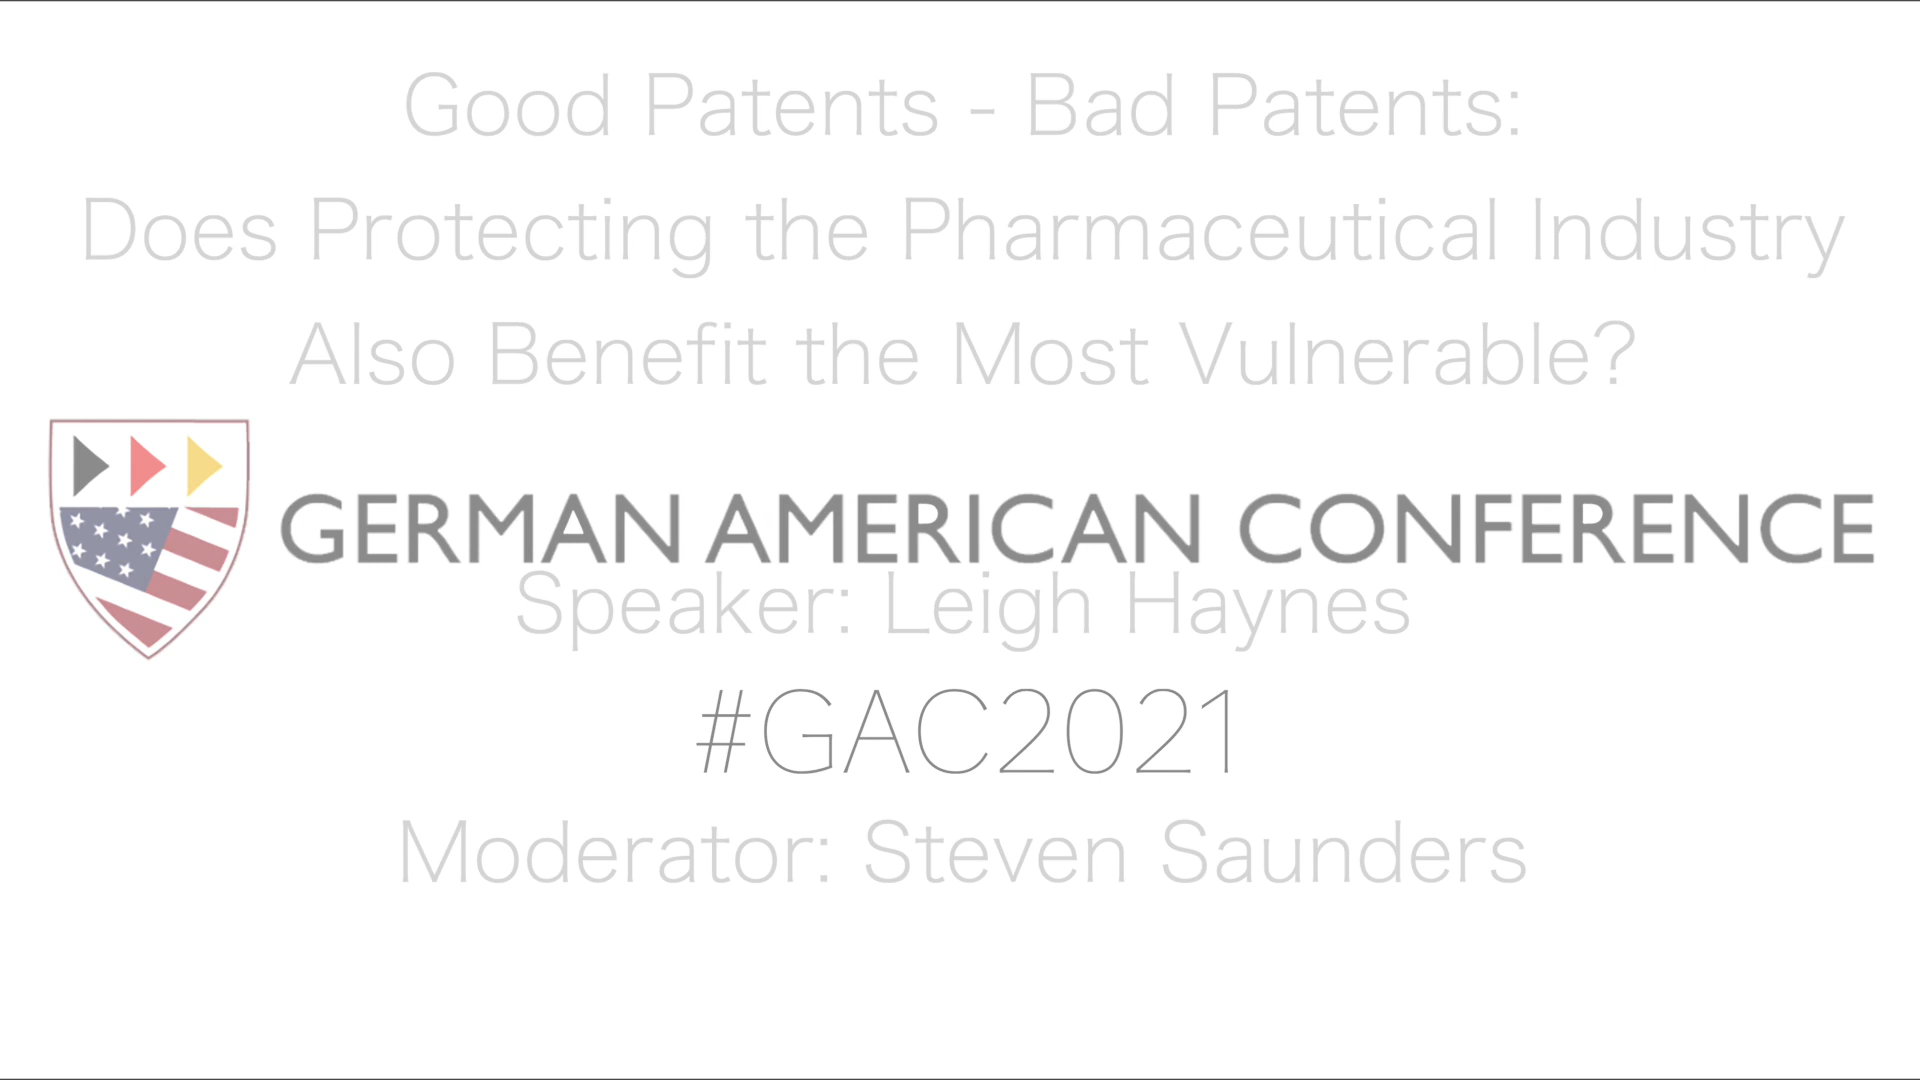 Good Patents - Bad Patents:
Does Protecting the Pharmaceutical Industry
Also Benefit the Most Vulnerable?
GERMAN AMERICAN CONFERENCE
Speaker: Leigh Haynes
#GAC2021
Moderator: Steven Saunders